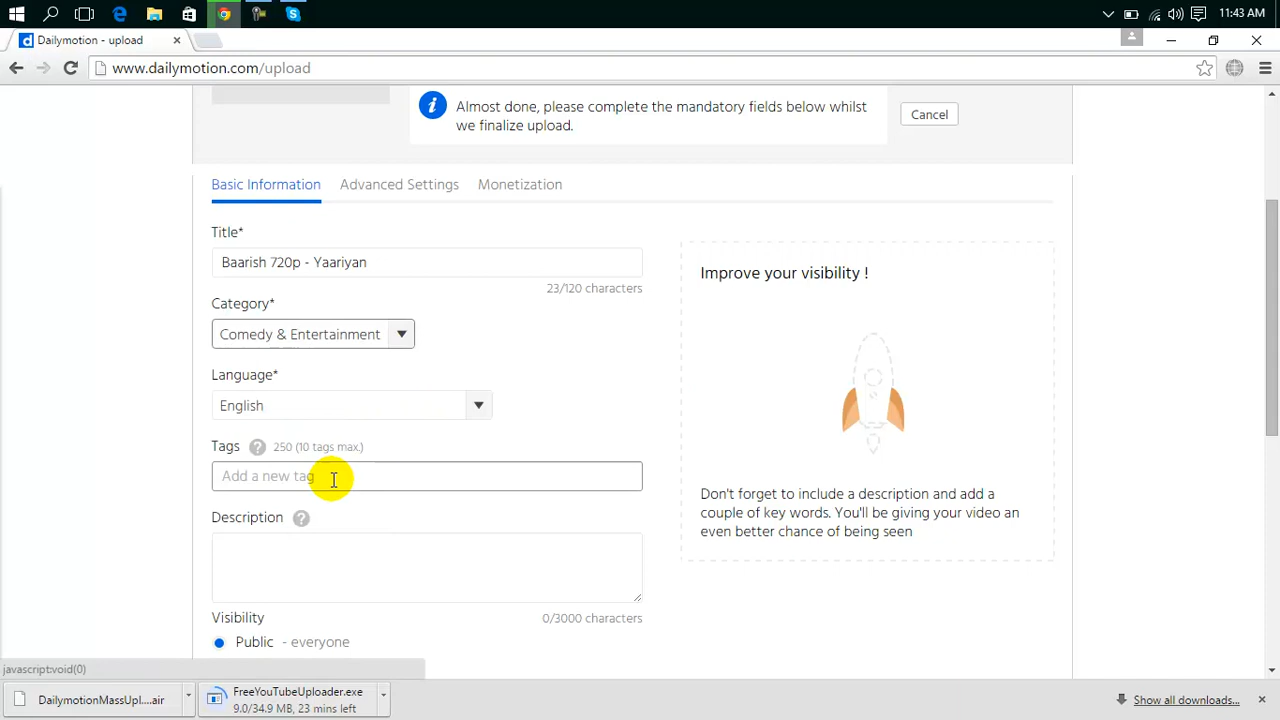 11:43 AM
Dailymotion - upload
www.dailymotion.com/upload
Almost done, please complete the mandatory fields below whilst
we finalize upload.
Cancel
Basic Information
Advanced Settings
Monetization
Title*
Baarish 720p - Yaariyan
23/120 characters
Category*
Comedy & Entertainment
Language*
English
Tags ? 250 (10 tags max.)
Add a new tag
Description ?
Visibility
0/3000 characters
Public - everyone
Improve your visibility !
Don't forget to include a description and add a
couple of key words. You'll be giving your video an
even better chance of being seen
javascript:void(0)
DailymotionMassUpl....air
FreeYouTubeUploader.exe
9.0/34.9 MB, 23 mins left
Show all downloads...